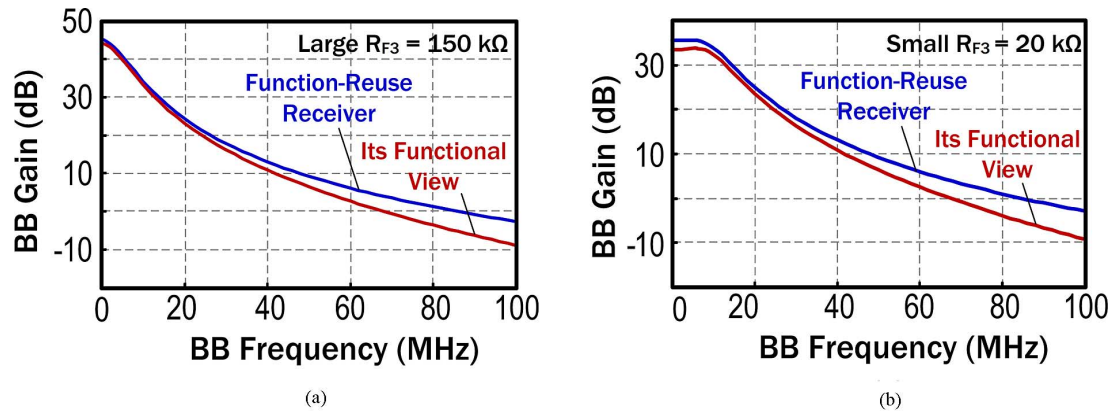 50
30
10
-10
BB Gain (dB)
Large RF3 = 150 kΩ
Function-Reuse
Receiver
Its Functional
View
0 20 40 60 80 100
BB Frequency (MHz)
(a)
30
10
-10
BB Gain (dB)
Small RF3 = 20 kΩ
Function-Reuse
Receiver
Its Functional
View
0 20 40 60 80 100
BB Frequency (MHz)
(b)